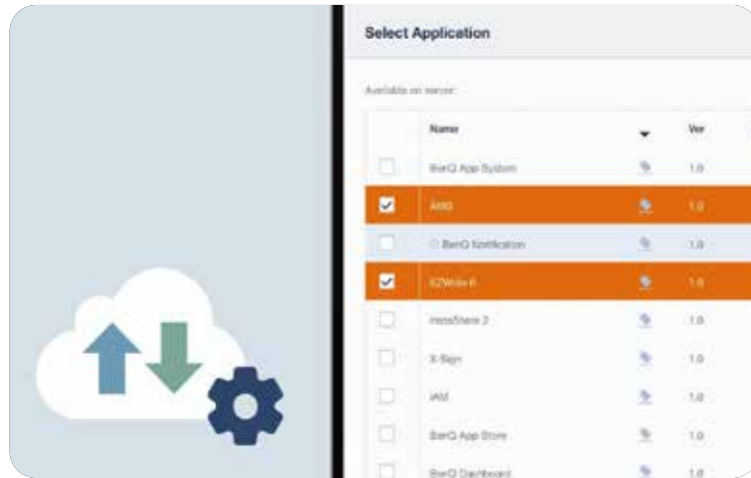 Select Application
Available on server:
Name Ver
BenQ App System 1.0
AMS 1.0
BenQ Notification 1.0
EZWrite 6 1.0
InstaShare 2 1.0
X-Sign 1.0
1.0
BenQ App Store 1.0
BenQ Dashboard 1.0